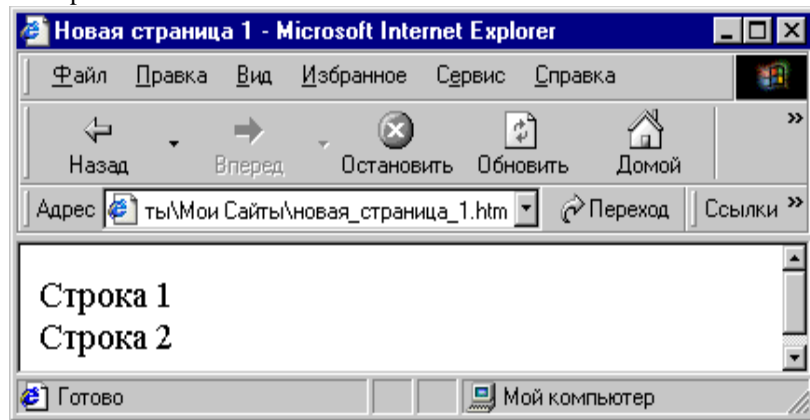 Новая страница 1 - Microsoft Internet Explorer
Файл Правка Вид Избранное Сервис Справка
»
Назад Вперед Остановить Обновить Домой
Адрес ты\Мои Сайты\новая_страница_1.htm Переход Ссылки »
Строка 1
Строка 2
Готово Мой компьютер